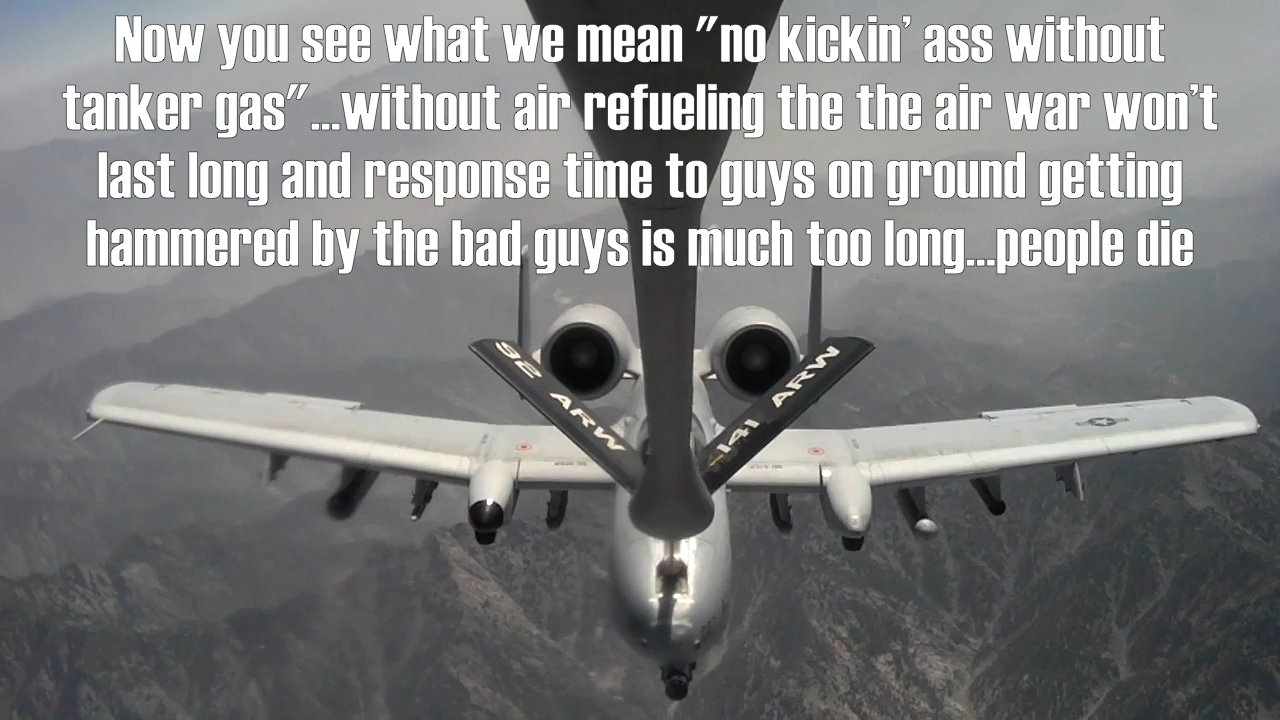 Now you see what we mean "no kickin' ass without
tanker gas"...without air refueling the the air war won't
last long and response time to guys on ground getting
hammered by the bad guys is much too long...people die
92 ARW
141 ARW